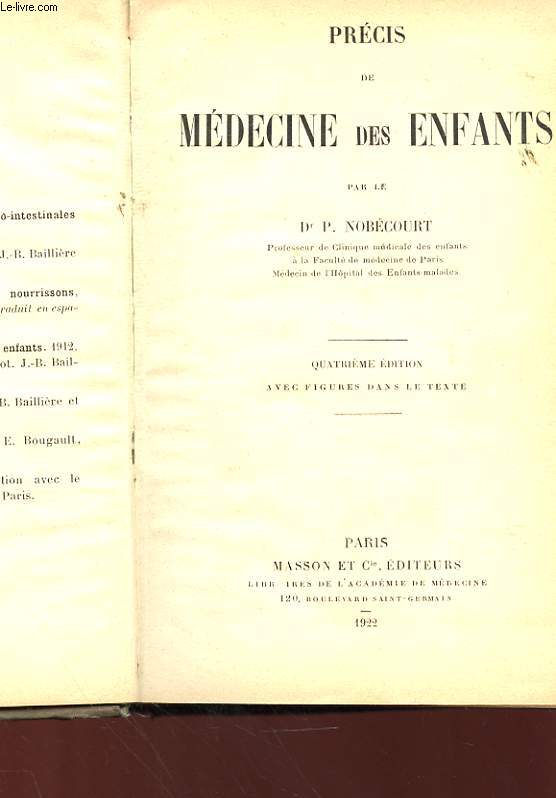 Le-livre.com
o-intestinales
J.-B. Baillière
nourrissons,
raduit en espa-
enfants. 1912.
ot. J.-B. Bail-
B. Baillière et
E. Bougault,
tion avec le
Paris.
PRÉCIS
DE
MÉDECINE DES ENFANTS
PAR LE
Dr P. NOBÉCOURT
Professeur de Clinique médicale des enfants
à la Faculté de médecine de Paris
Médecin de l'Hôpital des Enfants-malades.
QUATRIÈME ÉDITION
AVEC FIGURES DANS LE TEXTE
PARIS
MASSON ET Cie, ÉDITEURS
LIBR IRES DE L'ACADÉMIE DE MÉDECINE
120, BOULEVARD SAINT-GERMAIN
1922